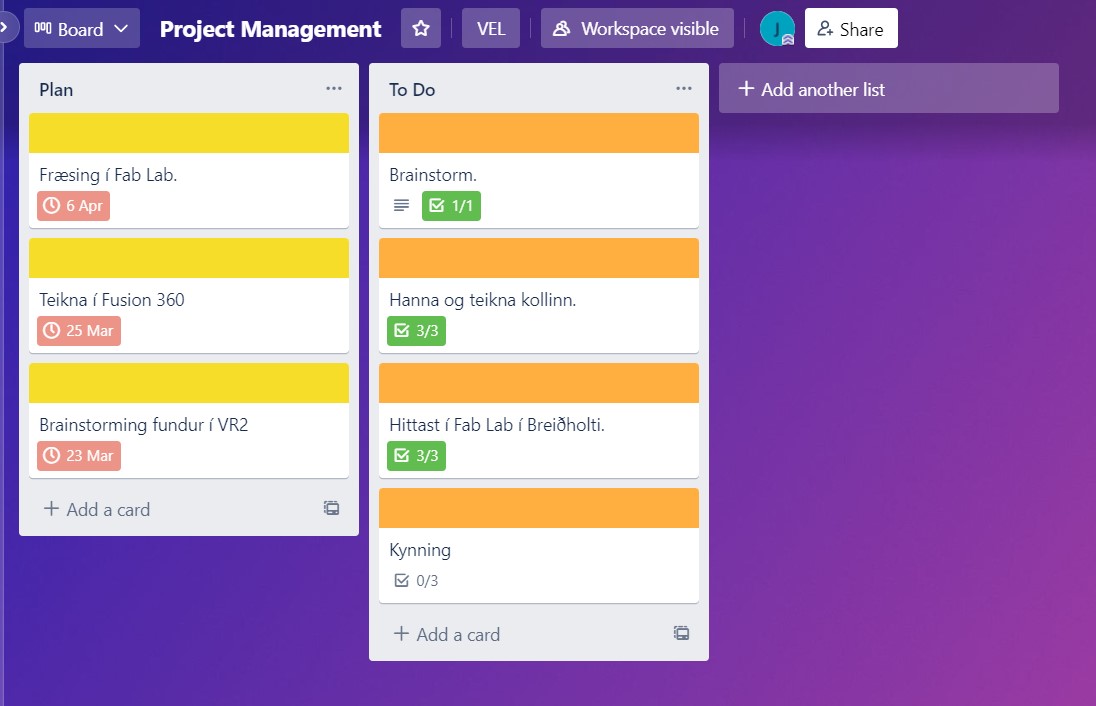 Board
Project Management
VEL
Workspace visible
J
Share
Plan
Fræsing í Fab Lab.
6 Apr
Teikna í Fusion 360
25 Mar
Brainstorming fundur í VR2
23 Mar
+ Add a card
To Do
Brainstorm.
1/1
Hanna og teikna kollinn.
3/3
Hittast í Fab Lab í Breiðholti.
3/3
Kynning
0/3
+ Add a card
+ Add another list